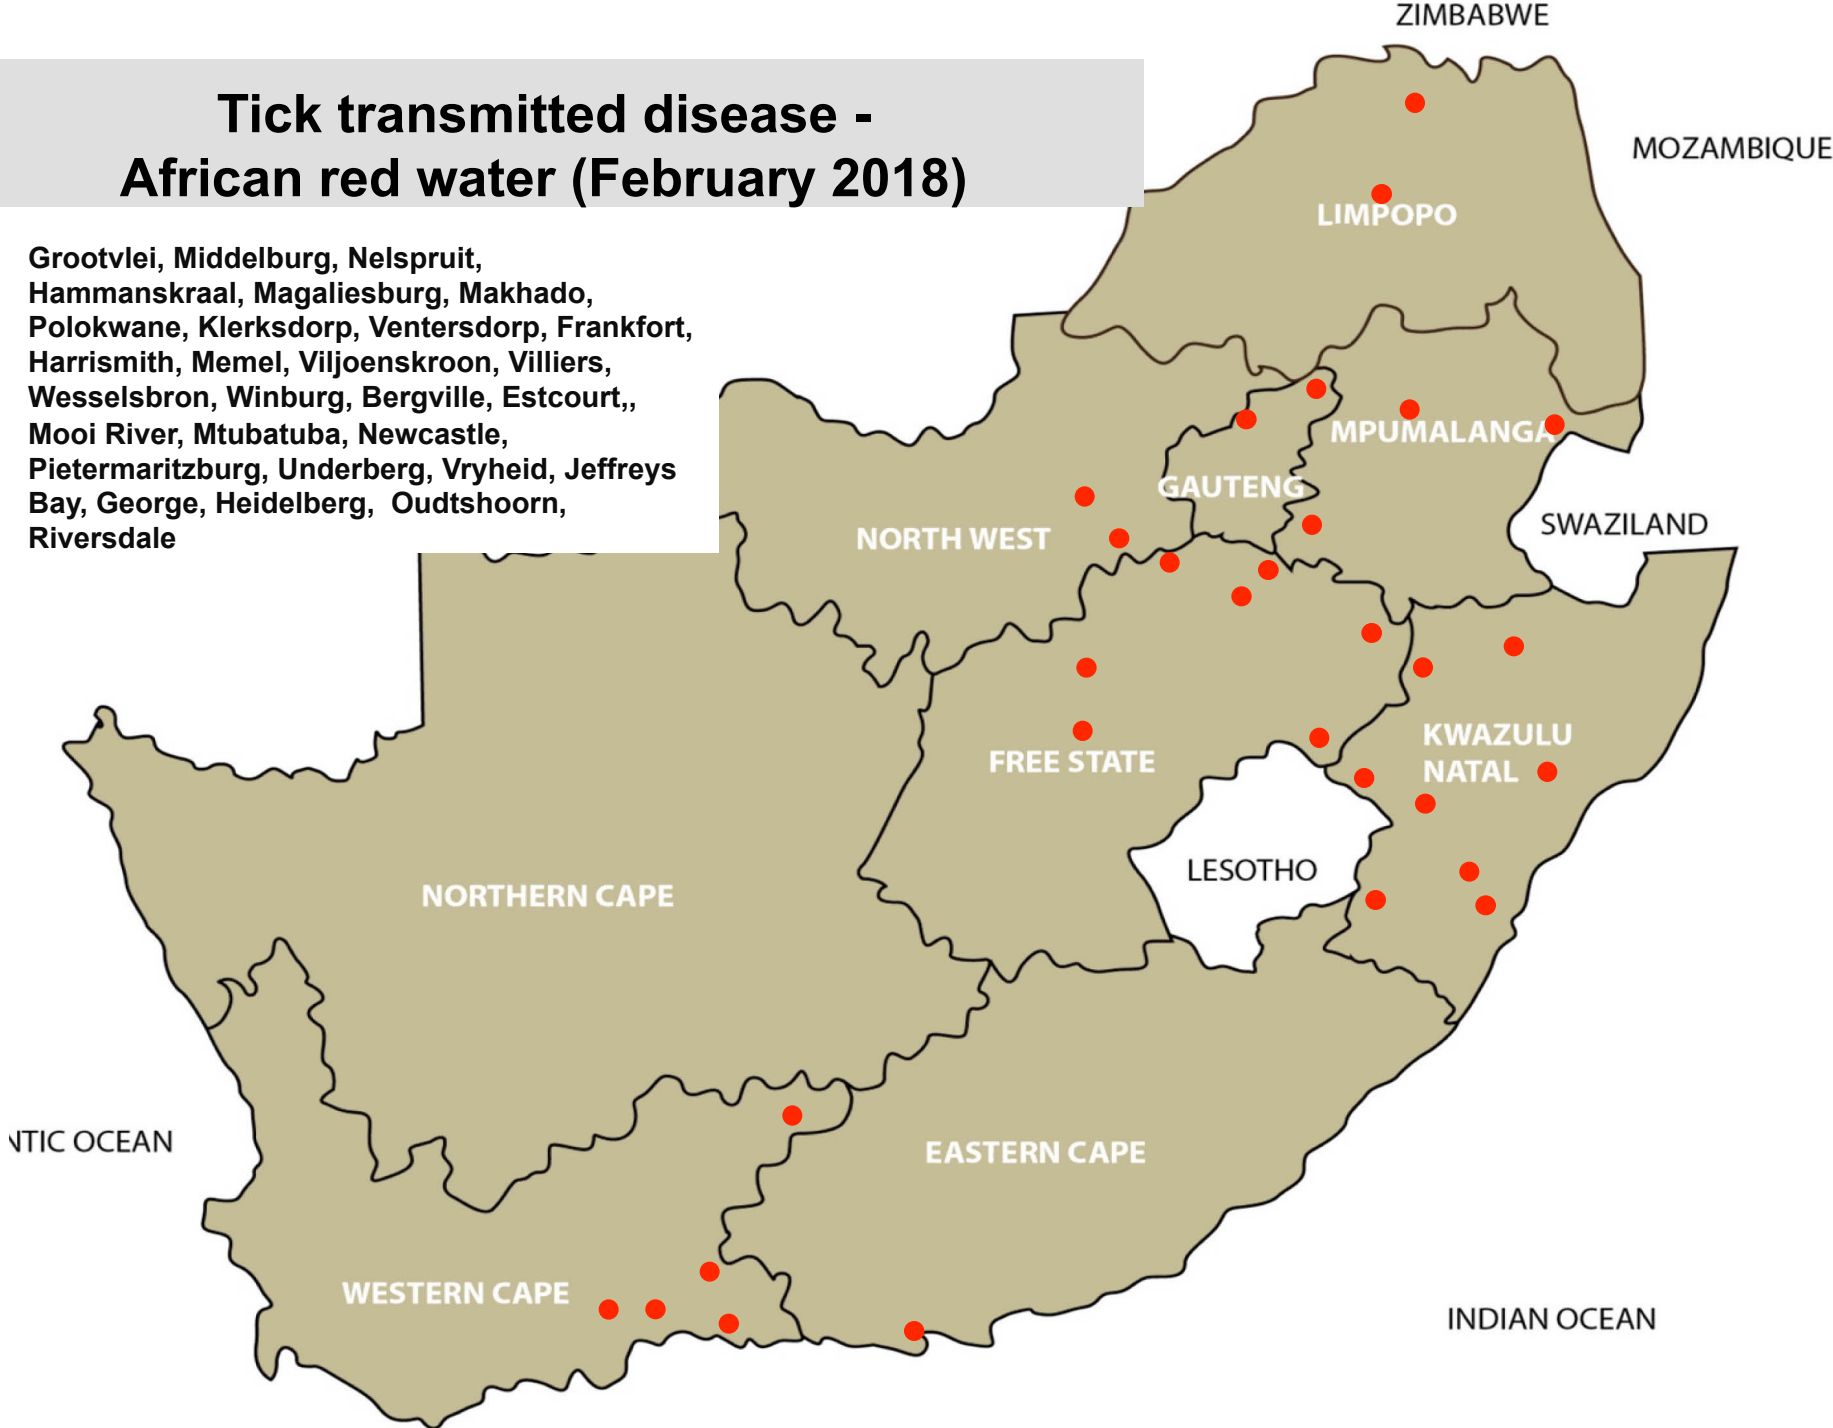 ZIMBABWE
Tick transmitted disease -
African red water (February 2018)
MOZAMBIQUE
LIMPOPO
Grootvlei, Middelburg, Nelspruit,
Hammanskraal, Magaliesburg, Makhado,
Polokwane, Klerksdorp, Ventersdorp, Frankfort,
Harrismith, Memel, Viljoenskroon, Villiers,
Wesselsbron, Winburg, Bergville, Estcourt,,
Mooi River, Mtubatuba, Newcastle,
Pietermaritzburg, Underberg, Vryheid, Jeffreys
Bay, George, Heidelberg, Oudtshoorn,
Riversdale
MPUMALANGA
GAUTENG
SWAZILAND
NORTH WEST
KWAZULU
NATAL
FREE STATE
LESOTHO
NORTHERN CAPE
NTIC OCEAN
EASTERN CAPE
WESTERN CAPE
INDIAN OCEAN